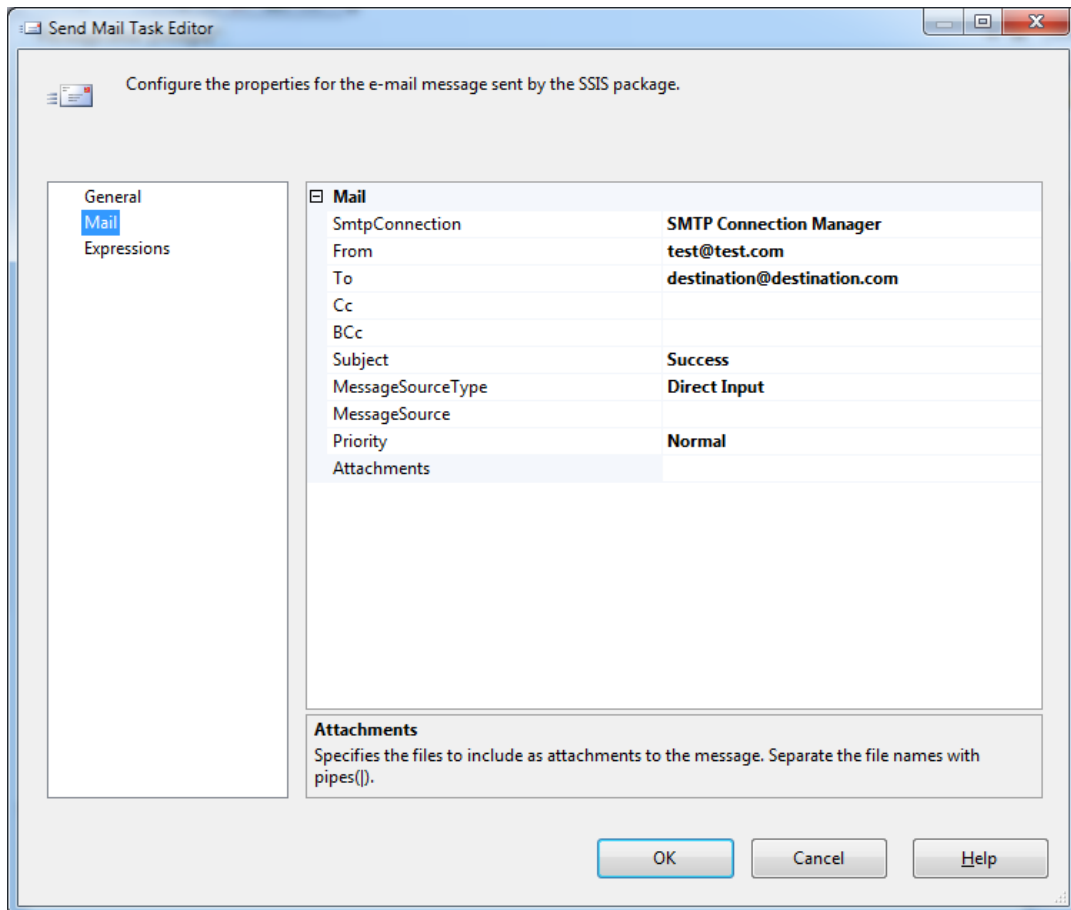 Send Mail Task Editor
Configure the properties for the e-mail message sent by the SSIS package.
General
Mail
Expressions
Mail
SmtpConnection SMTP Connection Manager
From test@test.com
To destination@destination.com
Cc
BCc
Subject Success
MessageSourceType Direct Input
MessageSource
Priority Normal
Attachments
Attachments
Specifies the files to include as attachments to the message. Separate the file names with
pipes(|).
OK Cancel Help